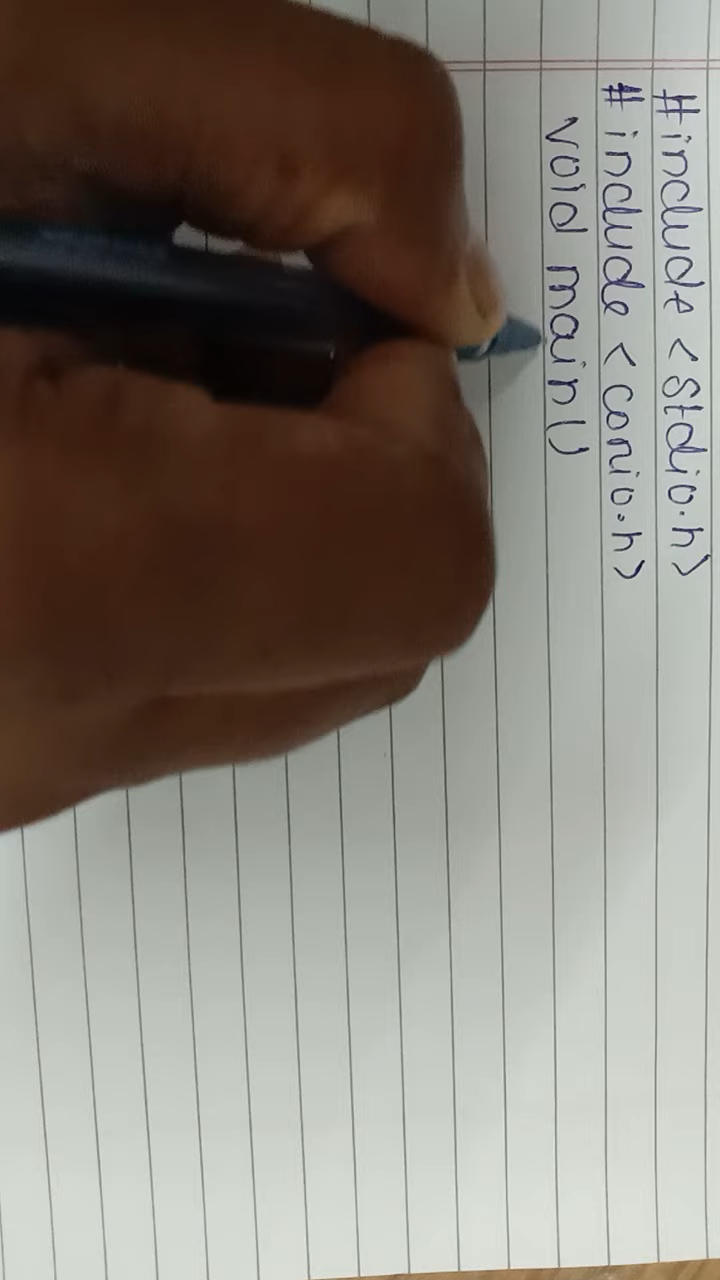 #include <stdio.h>
# include <conio.h>
void main()